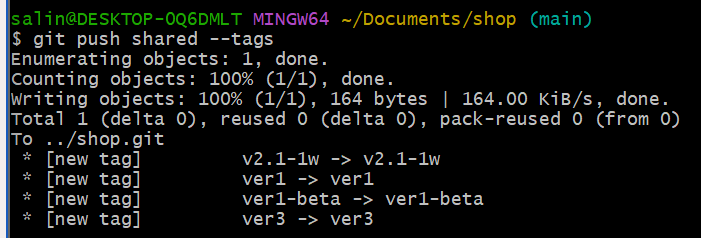 salin@DESKTOP-OQ6DMLT MINGW64 ~/Documents/shop (main)
$ git push shared --tags
Enumerating objects: 1, done.
Counting objects: 100% (1/1), done.
Writing objects: 100% (1/1), 164 bytes | 164.00 KiB/s, done.
Total 1 (delta 0), reused 0 (delta 0), pack-reused 0 (from 0)
To ../shop.git
 * [new tag]         v2.1-1w -> v2.1-1w
 * [new tag]         ver1 -> ver1
 * [new tag]         ver1-beta -> ver1-beta
 * [new tag]         ver3 -> ver3